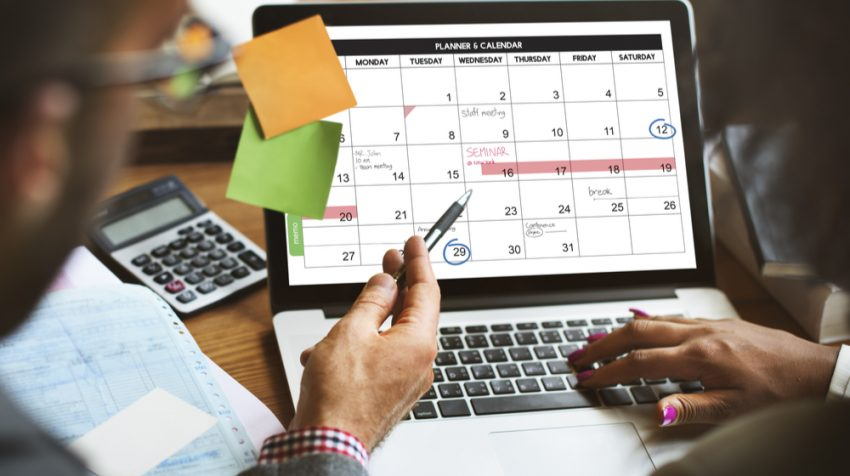 PLANNER & CALENDAR
MONDAY TUESDAY WEDNESDAY THURSDAY FRIDAY SATURDAY
1 2 3 4 5
Staff meeting
6 7 8 9 10 11 12
Mr. John
10 am
SEMINAR
- team meeting
13 14 15 16 17 18 19
break
20 21 23 24 25 26
Conference
memo
27 29 30 31